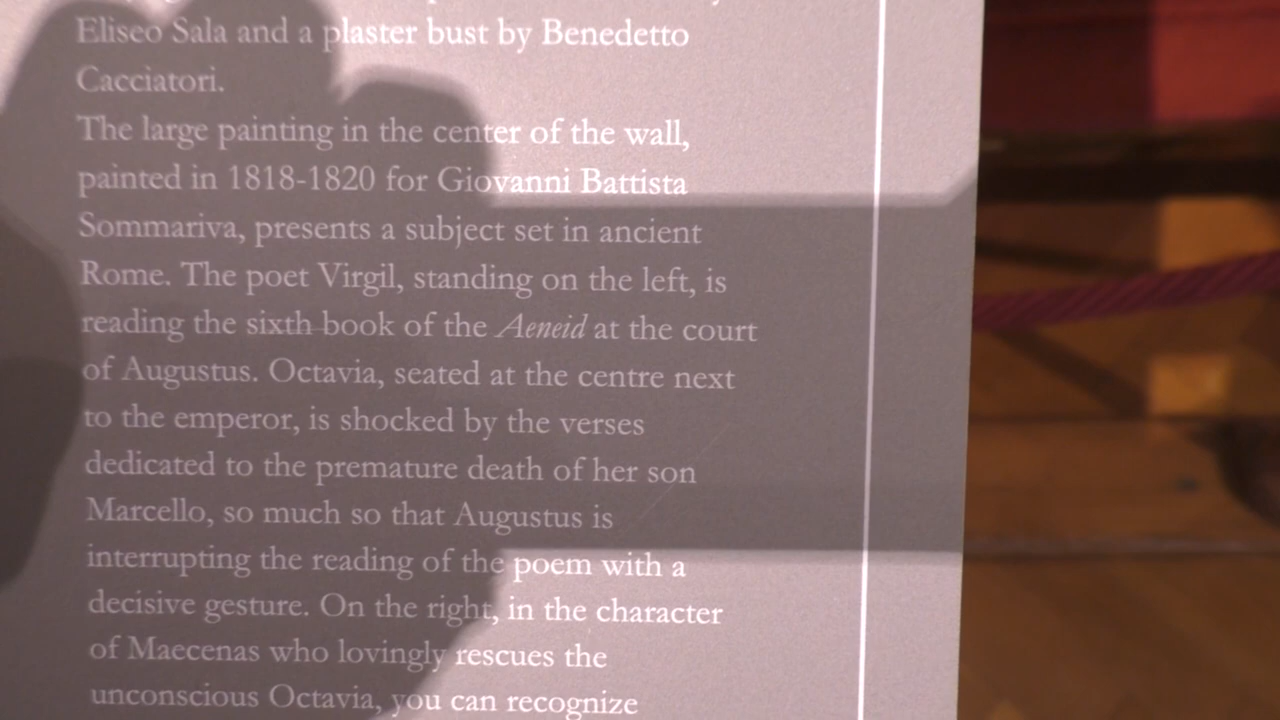 Eliseo Sala and a plaster bust by Benedetto
Cacciatori.
The large painting in the center of the wall,
painted in 1818-1820 for Giovanni Battista
Sommariva, presents a subject set in ancient
Rome. The poet Virgil, standing on the left, is
reading the sixth book of the Aeneid at the court
of Augustus. Octavia, seated at the centre next
to the emperor, is shocked by the verses
dedicated to the premature death of her son
Marcello, so much so that Augustus is
interrupting the reading of the poem with a
decisive gesture. On the right, in the character
of Maecenas who lovingly rescues the
unconscious Octavia, you can recognize